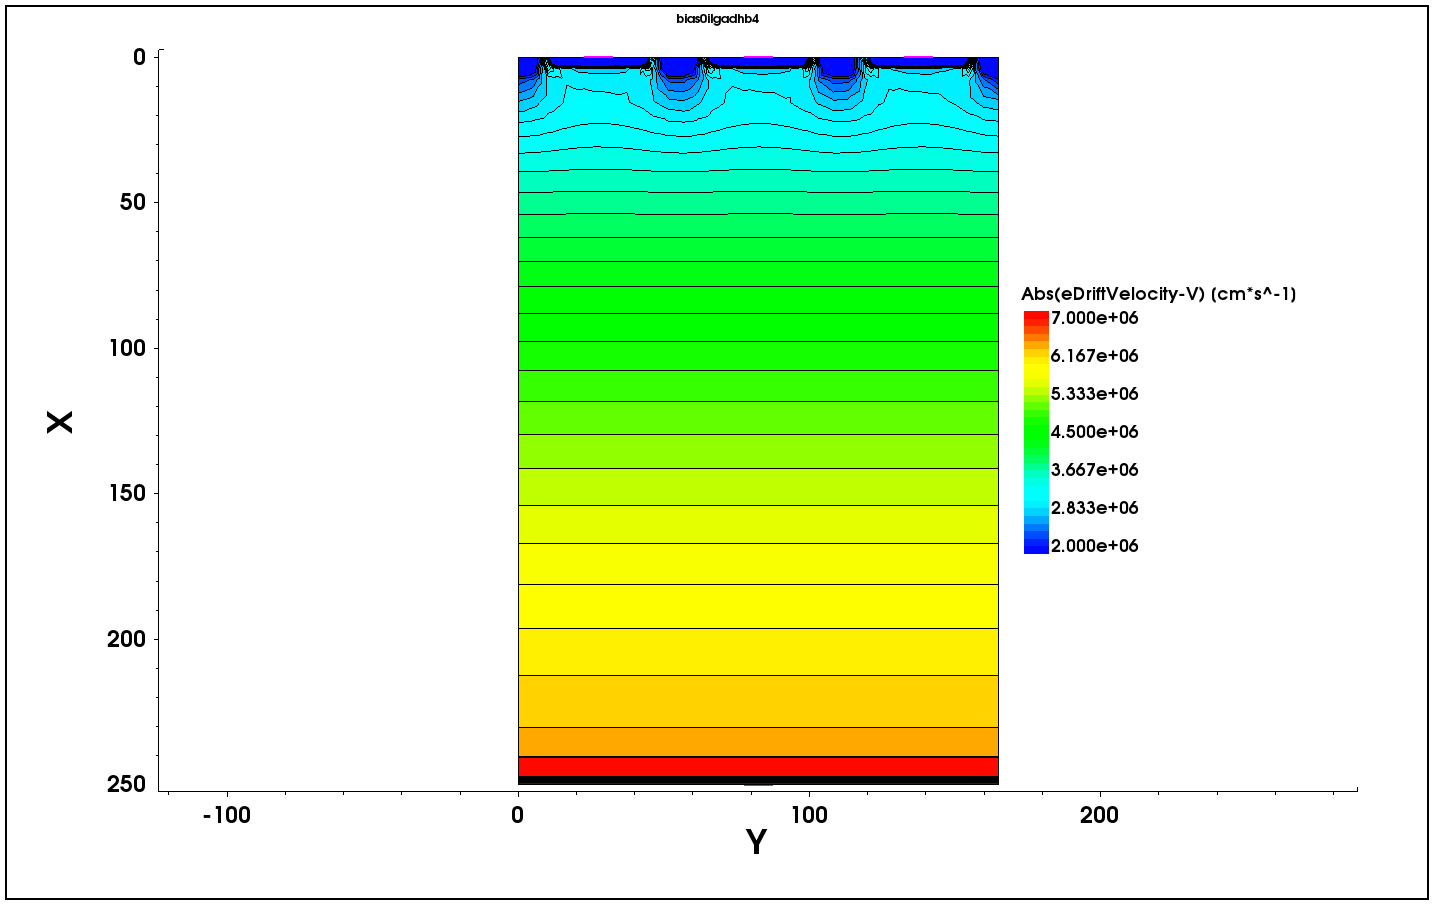 bias0ilgadhb4
0
50
100
150
200
250
X
-100
0
100
200
Y
Abs(eDriftVelocity-V) (cm*s^-1)
7.000e+06
6.167e+06
5.333e+06
4.500e+06
3.667e+06
2.833e+06
2.000e+06